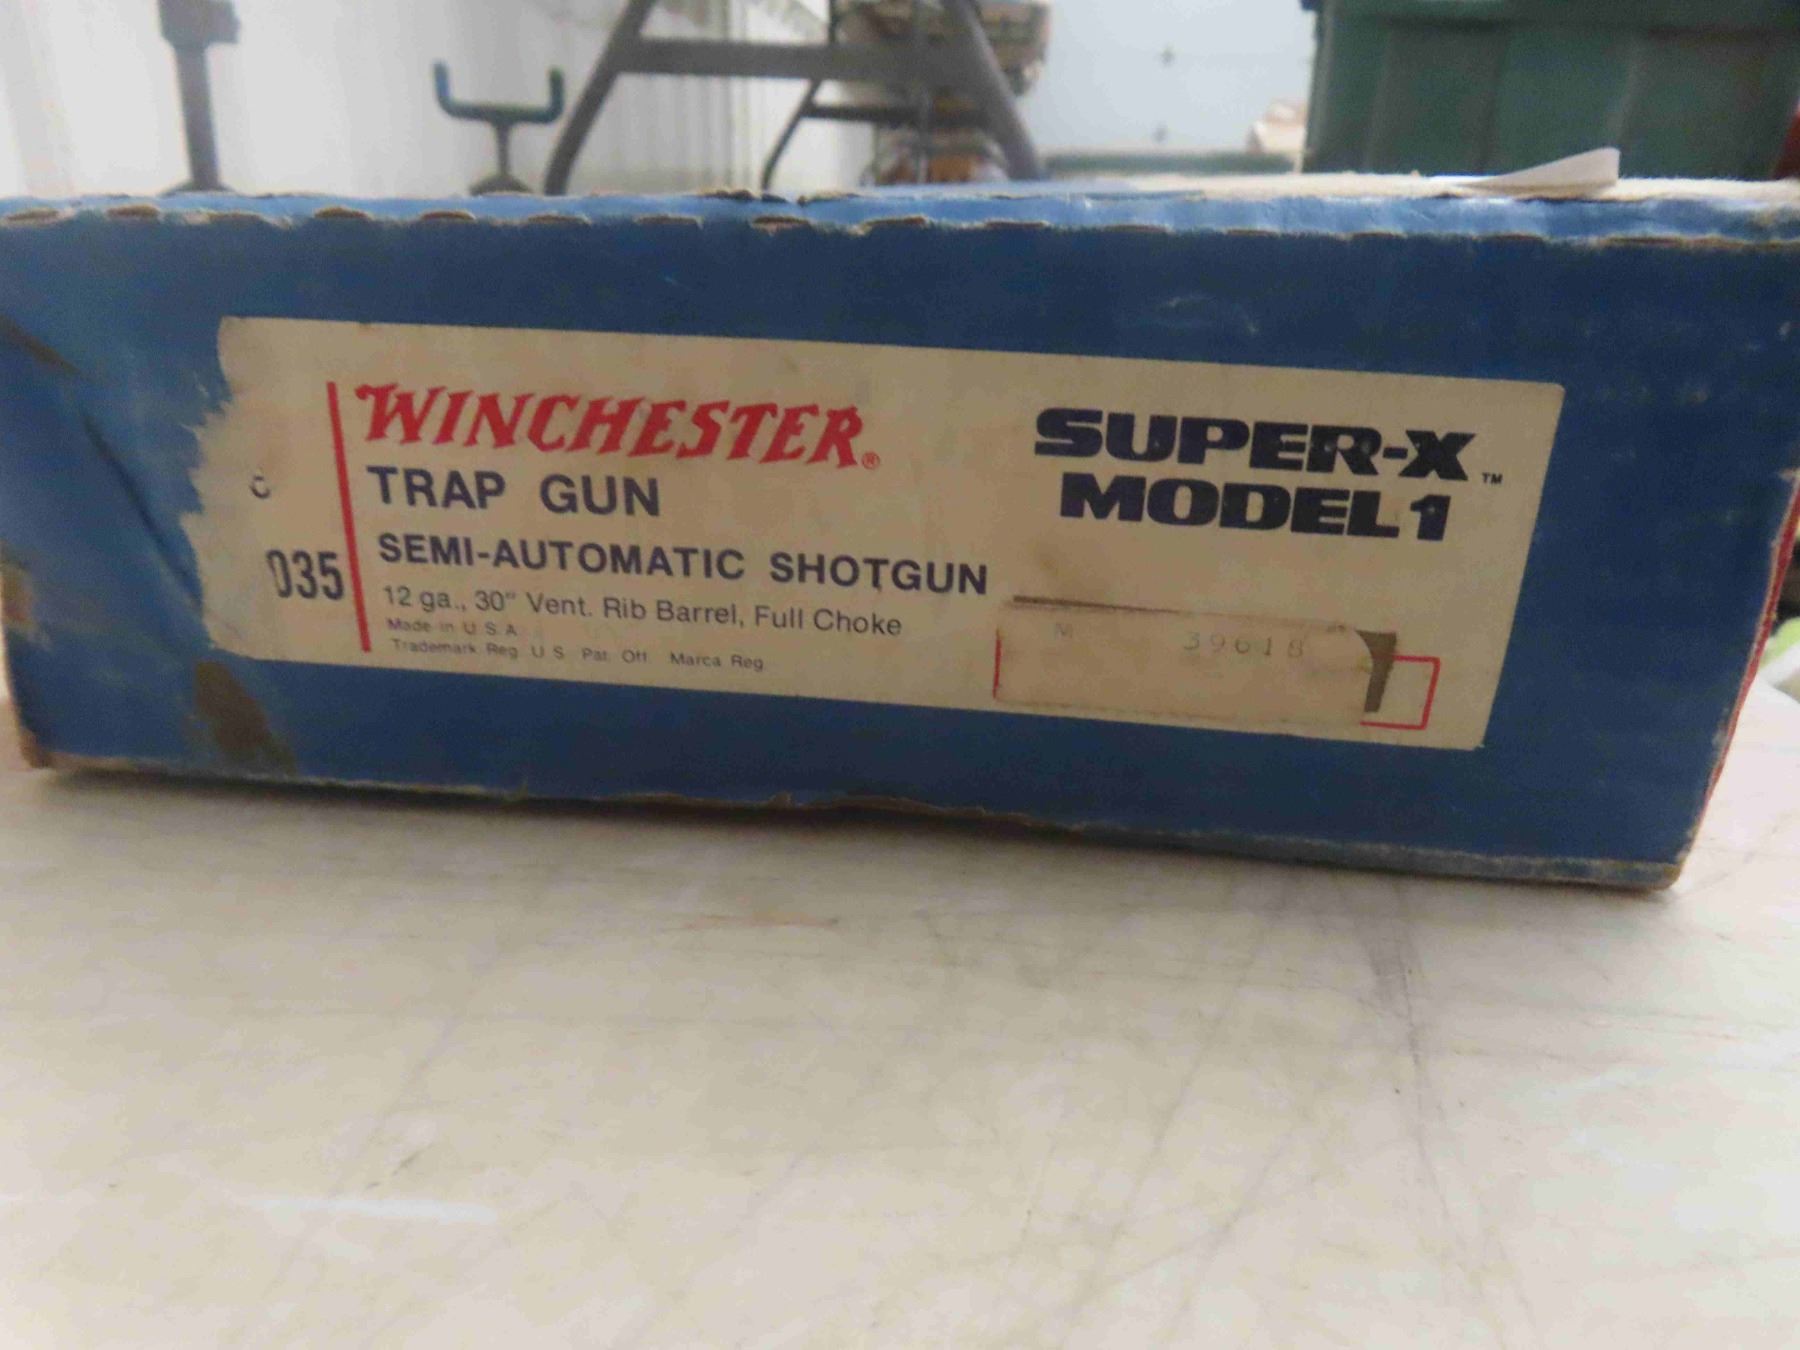 WINCHESTER®
TRAP GUN
SEMI-AUTOMATIC SHOTGUN
12 ga., 30" Vent. Rib Barrel, Full Choke
Made in U.S.A.
Trademark Reg. U.S. Pat. Off. Marca Reg.
035
SUPER-X™
MODEL 1
M 39618